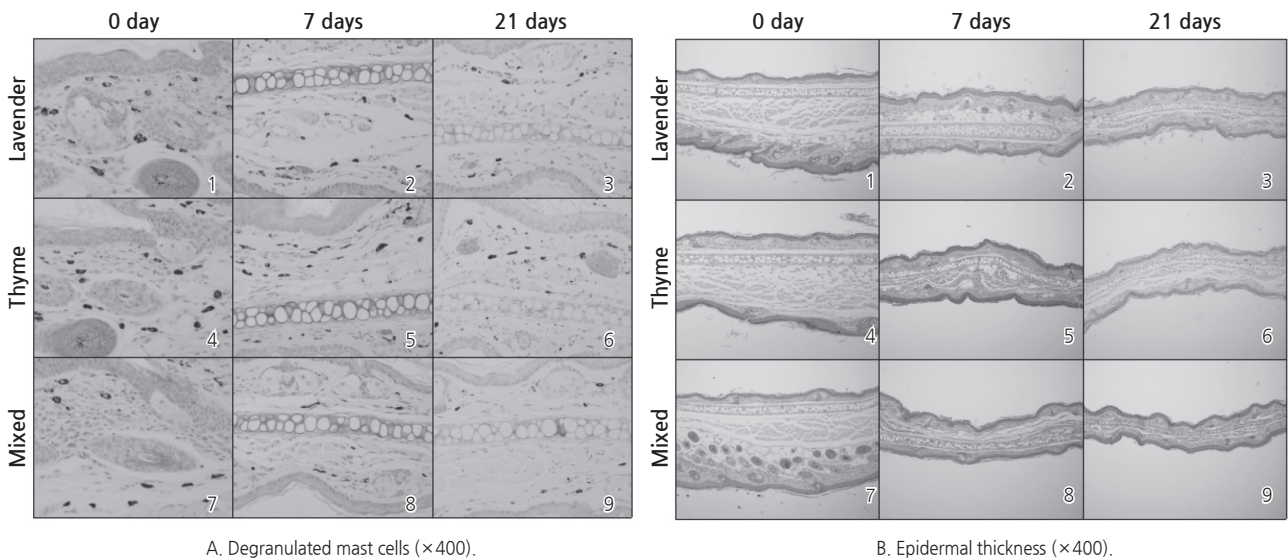 0 day 7 days 21 days
Lavender
1 2 3
Thyme
4 5 6
Mixed
7 8 9
A. Degranulated mast cells (×400).
0 day 7 days 21 days
Lavender
1 2 3
Thyme
4 5 6
Mixed
7 8 9
B. Epidermal thickness (×400).